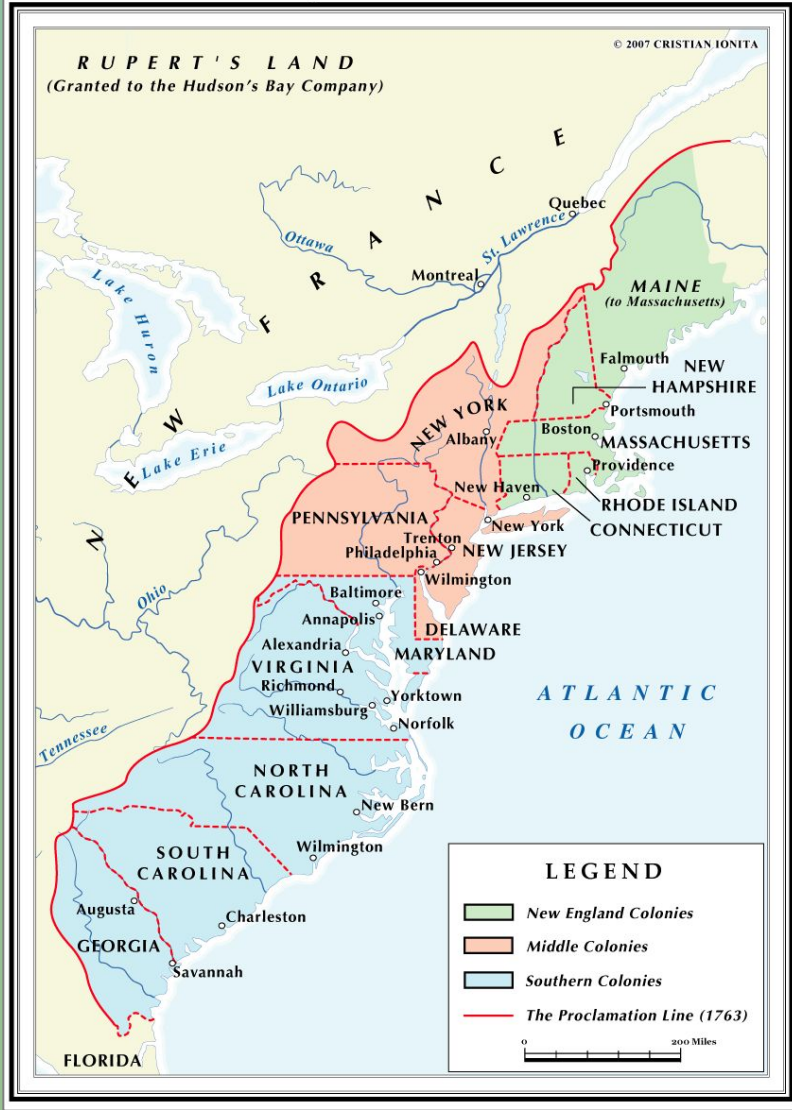 © 2007 CRISTIAN IONITA
RUPERT'S LAND
(Granted to the Hudson's Bay Company)
NEW FRANCE
Quebec
St. Lawrence
Ottawa
Montreal
MAINE
(to Massachusetts)
Lake Huron
Falmouth
NEW
HAMPSHIRE
Lake Ontario
Portsmouth
NEW YORK
Albany
Boston
MASSACHUSETTS
Lake Erie
Providence
New Haven
RHODE ISLAND
CONNECTICUT
PENNSYLVANIA
New York
Trenton
NEW JERSEY
Philadelphia
Wilmington
Ohio
Baltimore
Annapolis
DELAWARE
Alexandria
MARYLAND
VIRGINIA
Richmond
Yorktown
Williamsburg
Norfolk
ATLANTIC
OCEAN
Tennessee
NORTH
CAROLINA
New Bern
Wilmington
SOUTH
CAROLINA
Augusta
Charleston
GEORGIA
Savannah
FLORIDA
LEGEND
New England Colonies
Middle Colonies
Southern Colonies
The Proclamation Line (1763)
0 200 Miles